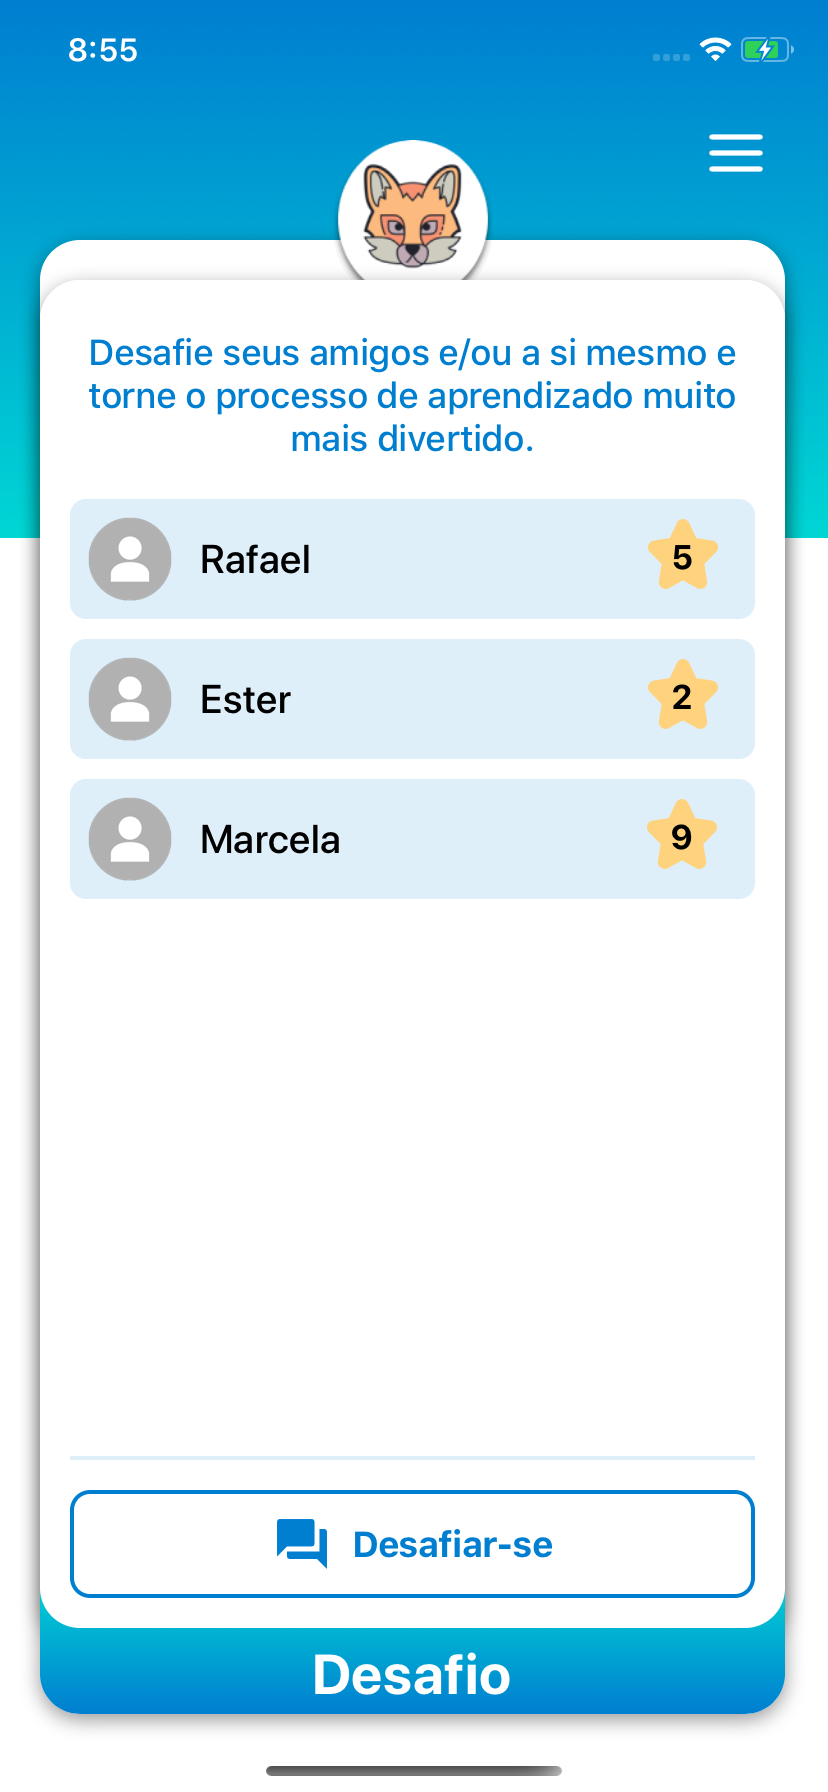 8:55
Desafie seus amigos e/ou a si mesmo e
torne o processo de aprendizado muito
mais divertido.
Rafael 5
Ester 2
Marcela 9
Desafiar-se
Desafio